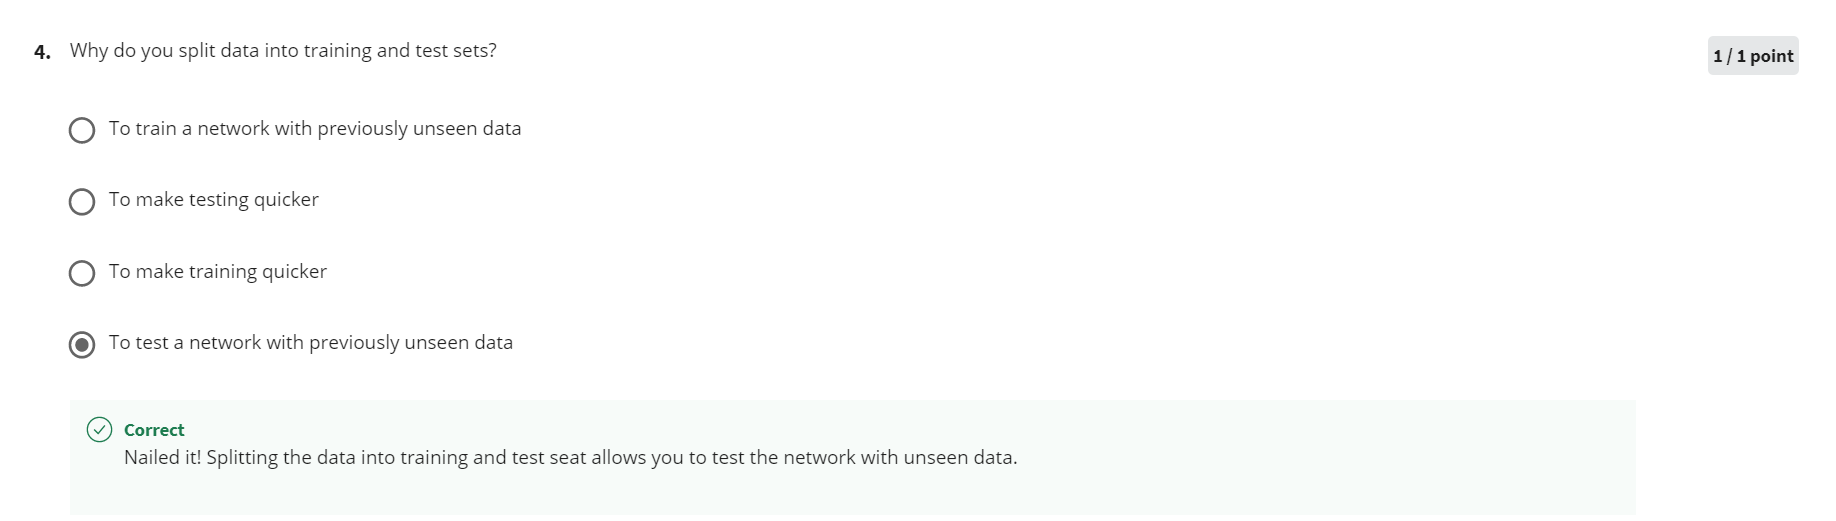 4. Why do you split data into training and test sets?
1 / 1 point
To train a network with previously unseen data
To make testing quicker
To make training quicker
To test a network with previously unseen data
Correct
Nailed it! Splitting the data into training and test seat allows you to test the network with unseen data.